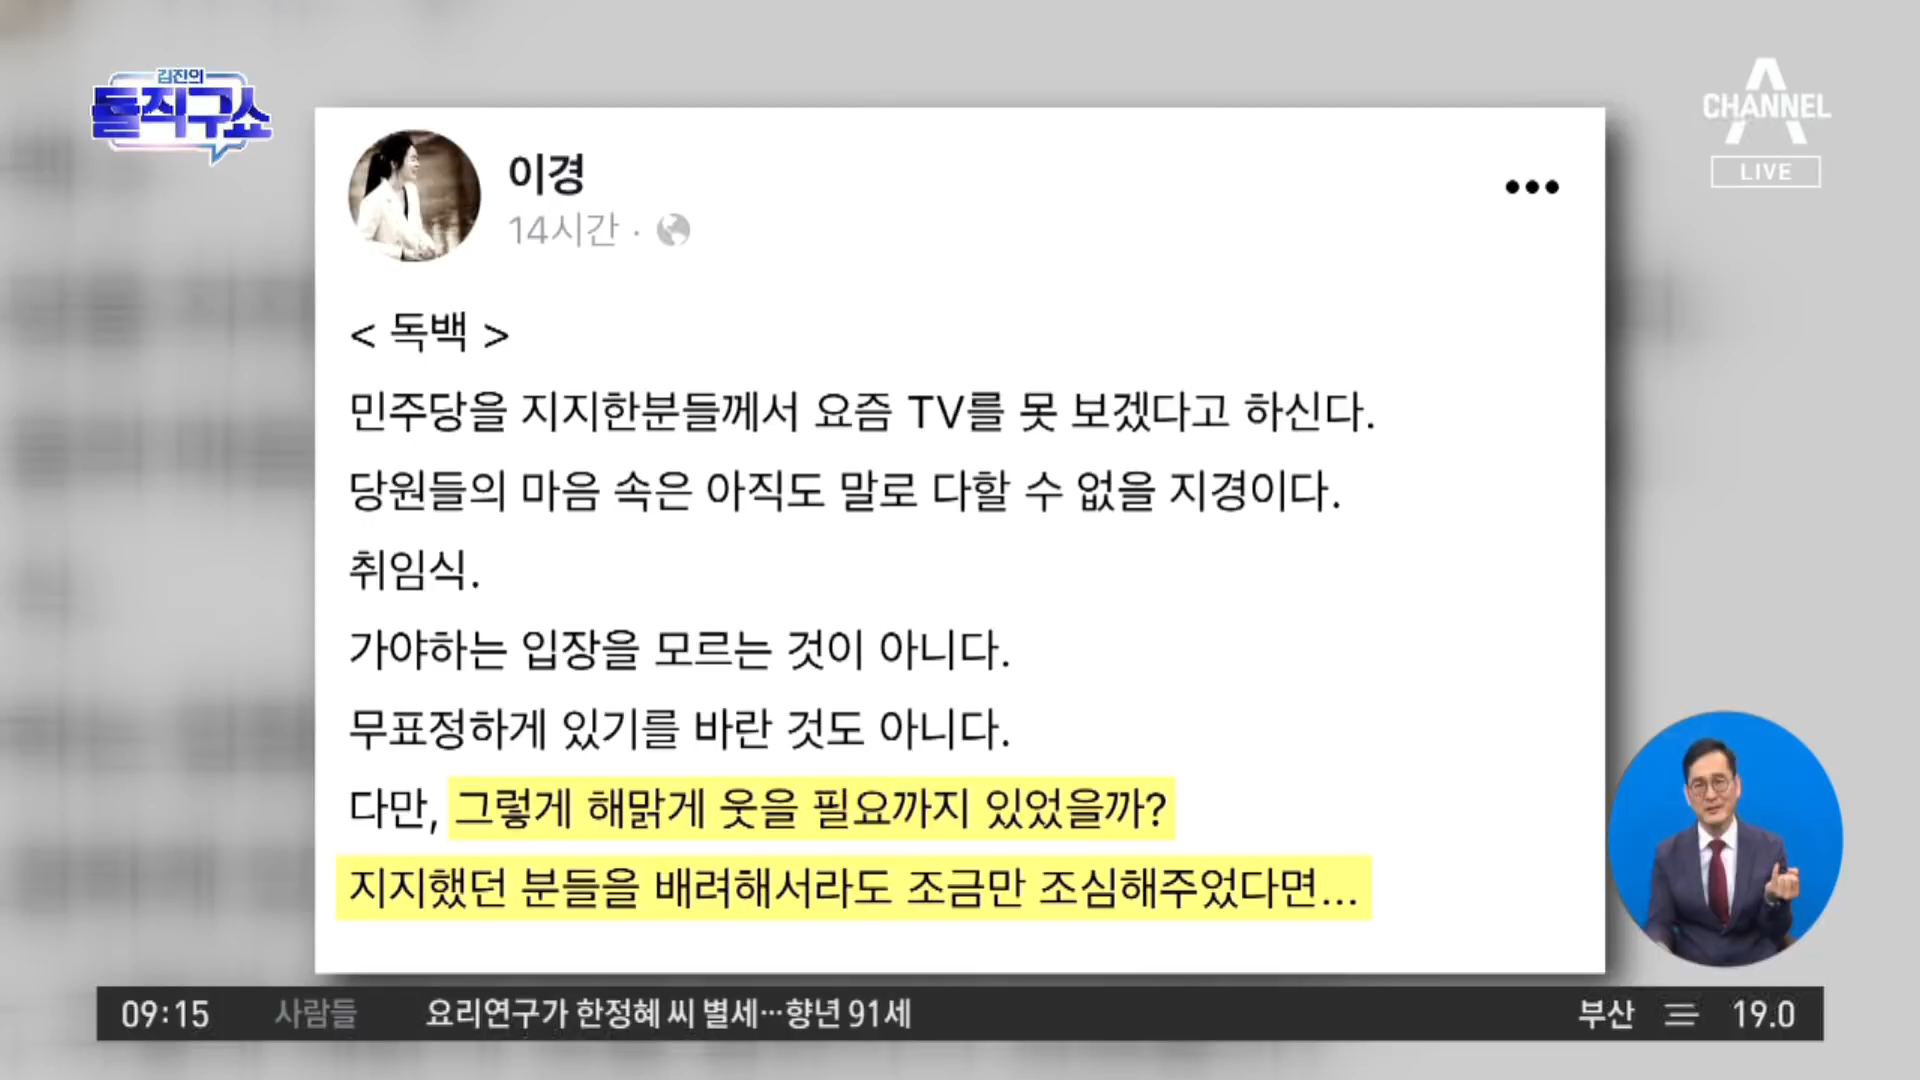 김진의
돌직구쇼
CHANNEL A
LIVE
이경
14시간 ·
< 독백 >
민주당을 지지한분들께서 요즘 TV를 못 보겠다고 하신다.
당원들의 마음 속은 아직도 말로 다할 수 없을 지경이다.
취임식.
가야하는 입장을 모르는 것이 아니다.
무표정하게 있기를 바란 것도 아니다.
다만, 그렇게 해맑게 웃을 필요까지 있었을까?
지지했던 분들을 배려해서라도 조금만 조심해주었다면...
09:15 사람들 요리연구가 한정혜 씨 별세…향년 91세 부산 19.0